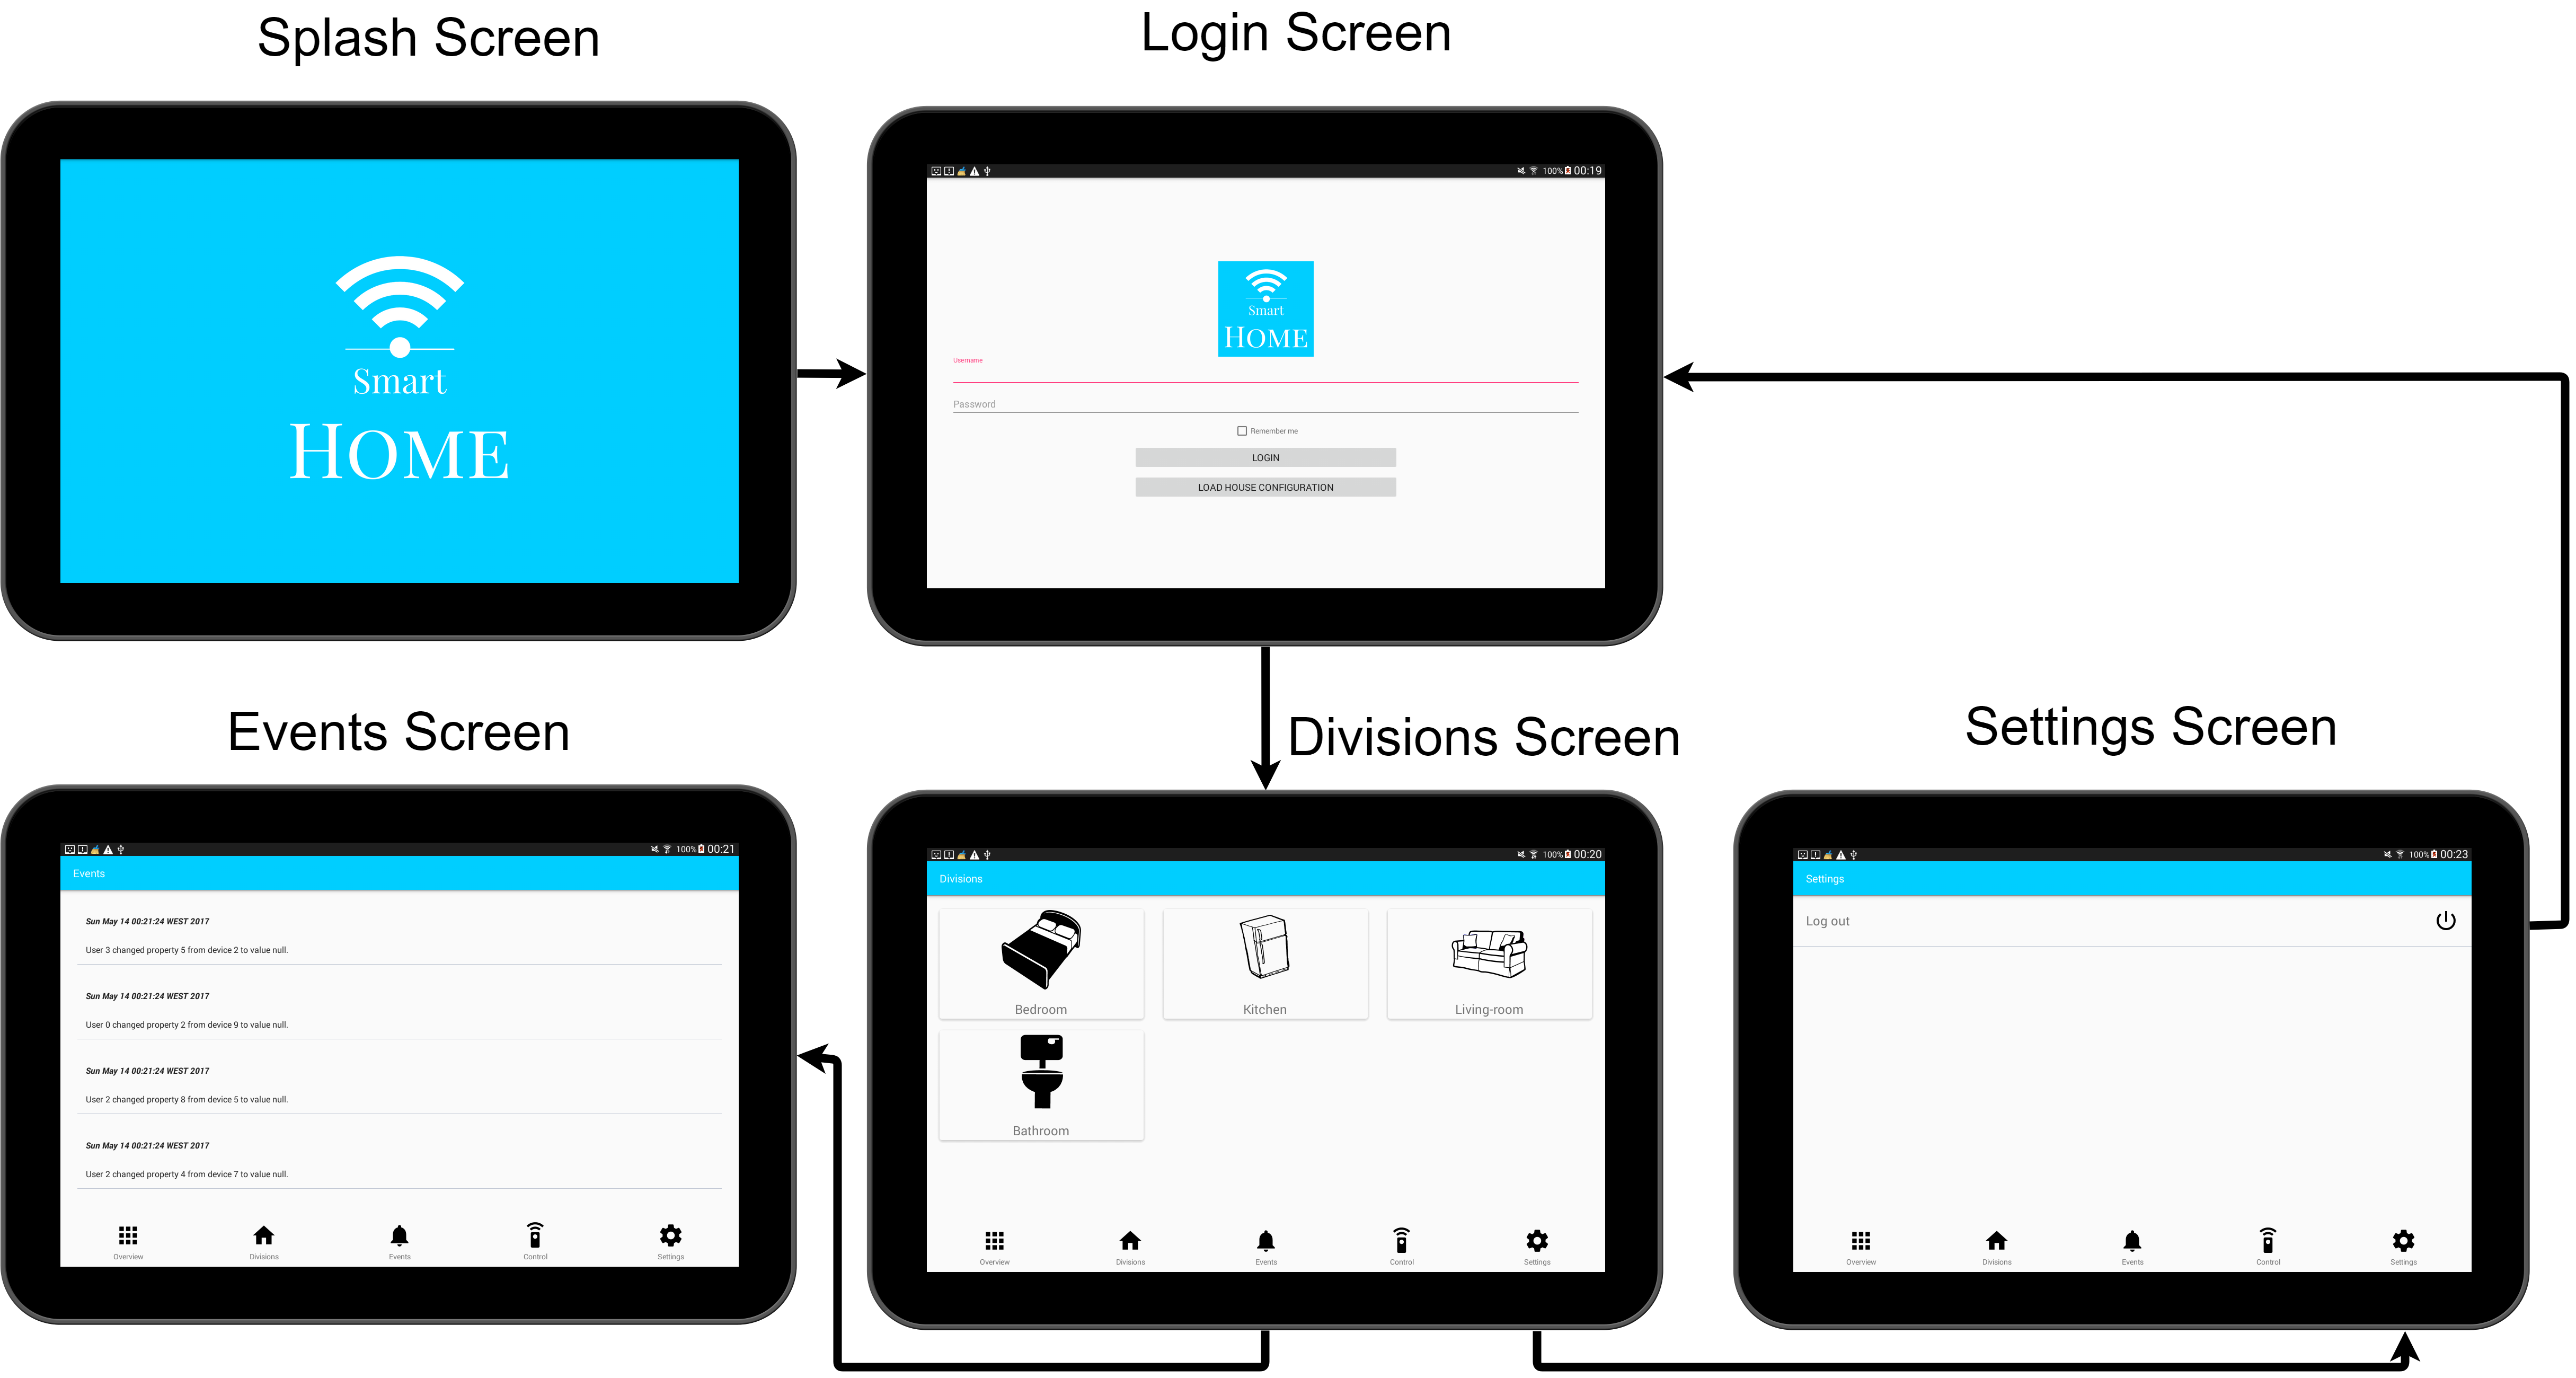 Splash Screen
Smart
HOME
Login Screen
100% 00:19
Smart
HOME
Username
Password
Remember me
LOGIN
LOAD HOUSE CONFIGURATION
Events Screen
100% 00:21
Events
Sun May 14 00:21:24 WEST 2017
User 3 changed property 5 from device 2 to value null.
Sun May 14 00:21:24 WEST 2017
User 0 changed property 2 from device 9 to value null.
Sun May 14 00:21:24 WEST 2017
User 2 changed property 8 from device 5 to value null.
Sun May 14 00:21:24 WEST 2017
User 2 changed property 4 from device 7 to value null.
Overview Divisions Events Control Settings
Divisions Screen
100% 00:20
Divisions
Bedroom Kitchen Living-room
Bathroom
Overview Divisions Events Control Settings
Settings Screen
100% 00:23
Settings
Log out
Overview Divisions Events Control Settings